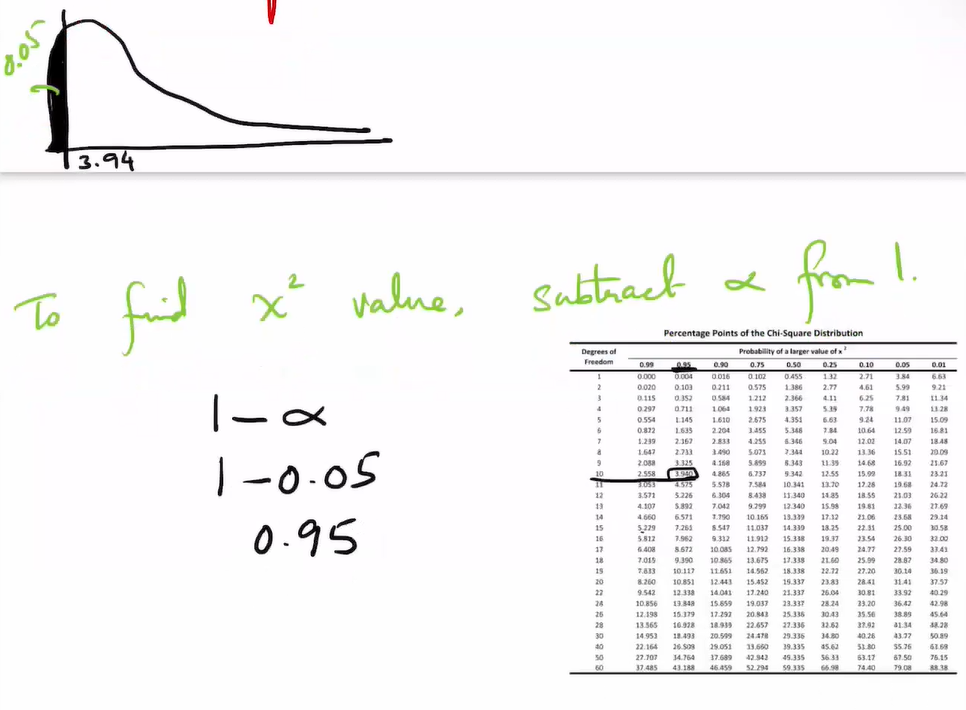 0.05
3.94
To find x² value, subtract α from 1.
1 - α
1 - 0.05
0.95
Percentage Points of the Chi-Square Distribution
Degrees of Freedom Probability of a larger value of x ²
0.99 0.95 0.90 0.75 0.50 0.25 0.10 0.05 0.01
1 0.000 0.004 0.016 0.102 0.455 1.32 2.71 3.84 6.63
2 0.020 0.103 0.211 0.575 1.386 2.77 4.61 5.99 9.21
3 0.115 0.352 0.584 1.212 2.366 4.11 6.25 7.81 11.34
4 0.297 0.711 1.064 1.923 3.357 5.39 7.78 9.49 13.28
5 0.554 1.145 1.610 2.675 4.351 6.63 9.24 11.07 15.09
6 0.872 1.635 2.204 3.455 5.348 7.84 10.64 12.59 16.81
7 1.239 2.167 2.833 4.255 6.346 9.04 12.02 14.07 18.48
8 1.647 2.733 3.490 5.071 7.344 10.22 13.36 15.51 20.09
9 2.088 3.325 4.168 5.899 8.343 11.39 14.68 16.92 21.67
10 2.558 3.940 4.865 6.737 9.342 12.55 15.99 18.31 23.21
11 3.053 4.575 5.578 7.584 10.341 13.70 17.28 19.68 24.72
12 3.571 5.226 6.304 8.438 11.340 14.85 18.55 21.03 26.22
13 4.107 5.892 7.042 9.299 12.340 15.98 19.81 22.36 27.69
14 4.660 6.571 7.790 10.165 13.339 17.12 21.06 23.68 29.14
15 5.229 7.261 8.547 11.037 14.339 18.25 22.31 25.00 30.58
16 5.812 7.962 9.312 11.912 15.338 19.37 23.54 26.30 32.00
17 6.408 8.672 10.085 12.792 16.338 20.49 24.77 27.59 33.41
18 7.015 9.390 10.865 13.675 17.338 21.60 25.99 28.87 34.80
19 7.633 10.117 11.651 14.562 18.338 22.72 27.20 30.14 36.19
20 8.260 10.851 12.443 15.452 19.337 23.83 28.41 31.41 37.57
22 9.542 12.338 14.041 17.240 21.337 26.04 30.81 33.92 40.29
24 10.856 13.848 15.659 19.037 23.337 28.24 33.20 36.42 42.98
26 12.198 15.379 17.292 20.843 25.336 30.43 35.56 38.89 45.64
28 13.565 16.928 18.939 22.657 27.336 32.62 37.92 41.34 48.28
30 14.953 18.493 20.599 24.478 29.336 34.80 40.26 43.77 50.89
40 22.164 26.509 29.051 33.660 39.335 45.62 51.80 55.76 63.69
50 27.707 34.764 37.689 42.942 49.335 56.33 63.17 67.50 76.15
60 37.485 43.188 46.459 52.294 59.335 66.98 74.40 79.08 88.38